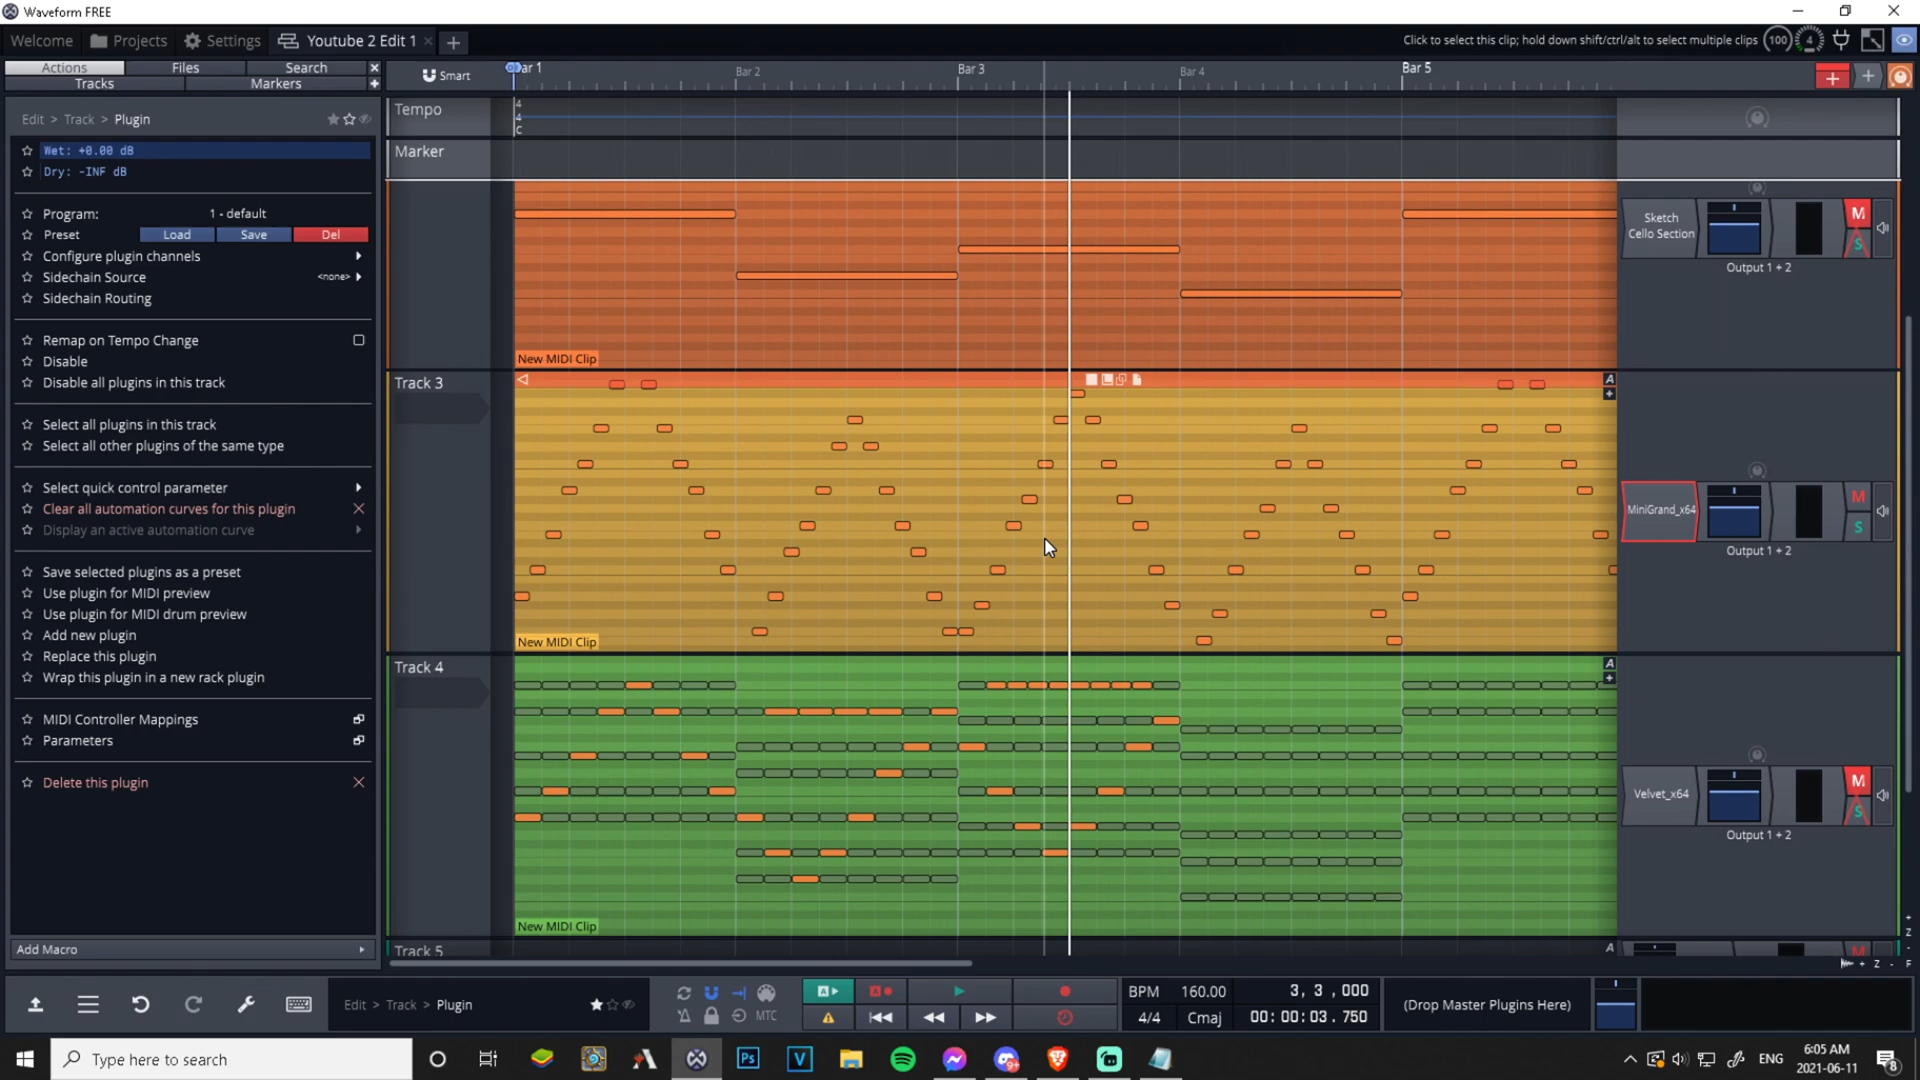 Waveform FREE
Welcome Projects Settings Youtube 2 Edit 1
Click to select this clip; hold down shift/ctrl/alt to select multiple clips 100 4
Actions Files Search
Tracks Markers
Smart
Bar 1 Bar 2 Bar 3 Bar 4 Bar 5
Edit > Track > Plugin
Tempo
4
4
C
Marker
Wet: +0.00 dB
Dry: -INF dB
Program: 1 - default
Preset Load Save Del
Configure plugin channels
Sidechain Source <none>
Sidechain Routing
Remap on Tempo Change
Disable
Disable all plugins in this track
Select all plugins in this track
Select all other plugins of the same type
Select quick control parameter
Clear all automation curves for this plugin
Display an active automation curve
Save selected plugins as a preset
Use plugin for MIDI preview
Use plugin for MIDI drum preview
Add new plugin
Replace this plugin
Wrap this plugin in a new rack plugin
MIDI Controller Mappings
Parameters
Delete this plugin
Add Macro
Sketch
Cello Section
M
S
Output 1 + 2
New MIDI Clip
Track 3
A
MiniGrand_x64
M
S
Output 1 + 2
New MIDI Clip
Track 4
A
Velvet_x64
M
S
Output 1 + 2
New MIDI Clip
Track 5
A
M
Z
Z F
Edit > Track > Plugin
MTC
A
A
BPM 160.00
4/4 Cmaj
3, 3 ,000
00: 00: 03. 750
(Drop Master Plugins Here)
Type here to search
Ps
V
9+
ENG
6:05 AM
2021-06-11
8